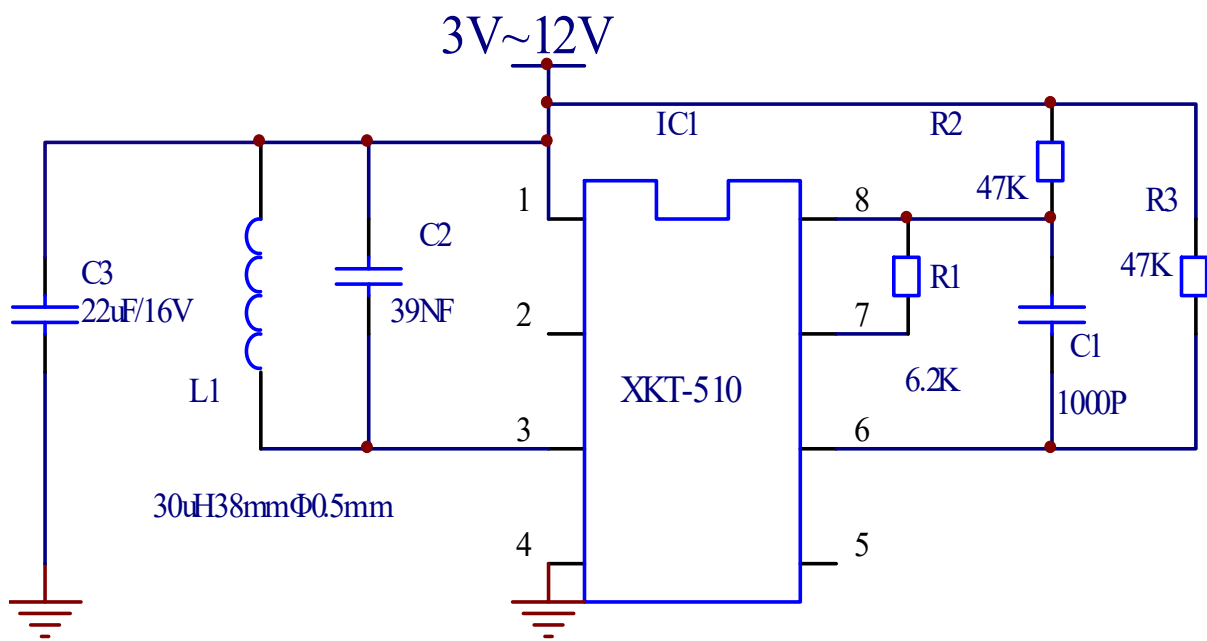 3V~12V
IC1
R2
1
8
47K
R3
C2
C3
47K
22uF/16V
39NF
R1
2
7
C1
L1
XKT-510
6.2K
1000P
3
6
30uH38mmΦ0.5mm
4
5